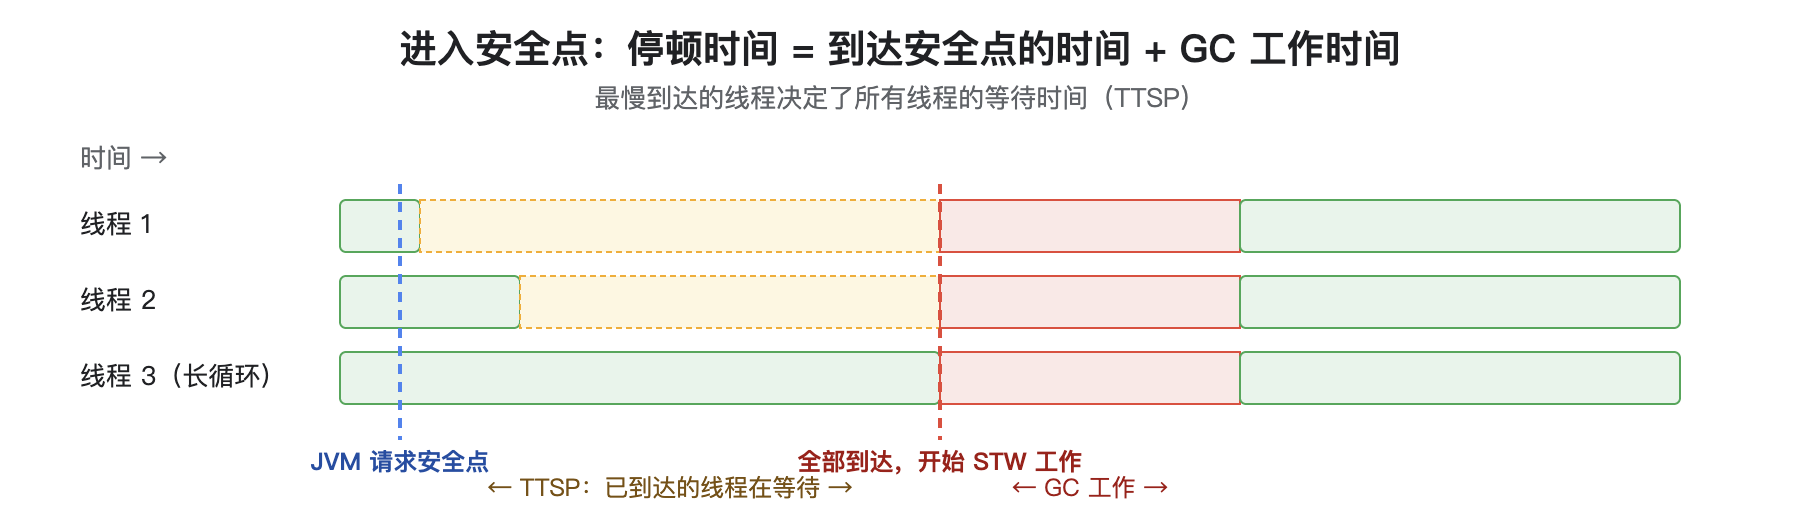 进入安全点：停顿时间 = 到达安全点的时间 + GC 工作时间
最慢到达的线程决定了所有线程的等待时间（TTSP）
时间 →
线程 1
线程 2
线程 3（长循环）
JVM 请求安全点
全部到达，开始 STW 工作
← TTSP：已到达的线程在等待 →
← GC 工作 →